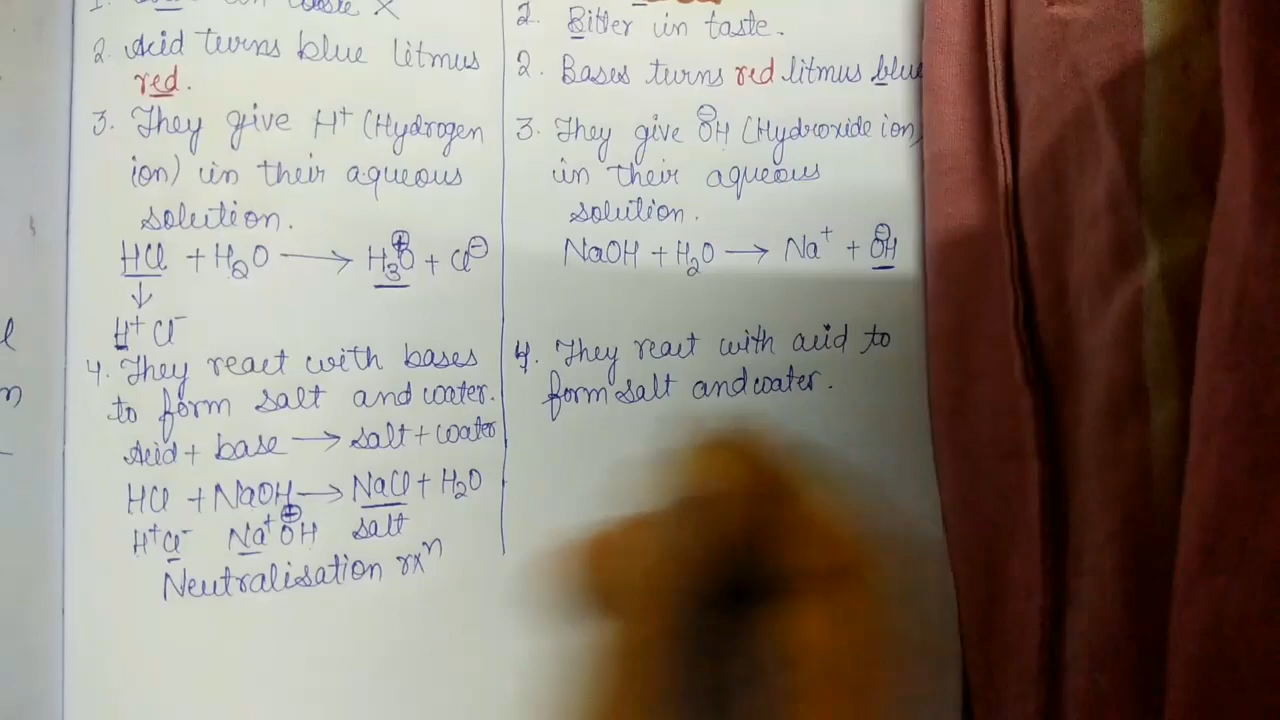 2. Acid turns blue litmus
red.
3. They give H+ (Hydrogen
ion) in their aqueous
solution.
HCl + H2O → H3O⊕ + Cl⊖
↓
H+ Cl-
4. They react with bases
to form salt and water.
Acid + base → salt + water
HCl + NaOH → NaCl + H2O
H+Cl- Na+ ⊕OH salt
Neutralisation rxn
2. Bitter in taste.
2. Bases turns red litmus blue
3. They give ⊖OH (Hydroxide ion)
in their aqueous
solution.
NaOH + H2O → Na+ + ⊖OH
4. They react with acid to
form salt and water.